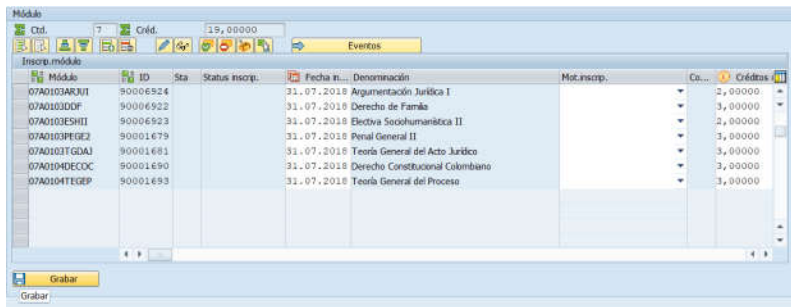 Módulo
Ctd. 7 Créd. 19,00000
Eventos
Inscrip.módulo
Módulo ID Sta Status inscrip. Fecha in... Denominación Mot.inscrip. Co... Créditos
07A0103ARJUI 90006924 31.07.2018 Argumentación Jurídica I 2,00000
07A0103DDF 90006922 31.07.2018 Derecho de Familia 3,00000
07A0103ESHII 90006923 31.07.2018 Electiva Sociohumanística II 2,00000
07A0103PEGE2 90001679 31.07.2018 Penal General II 3,00000
07A0103TGDAJ 90001681 31.07.2018 Teoría General del Acto Jurídico 3,00000
07A0104DECOC 90001690 31.07.2018 Derecho Constitucional Colombiano 3,00000
07A0104TEGEP 90001693 31.07.2018 Teoría General del Proceso 3,00000
Grabar
Grabar